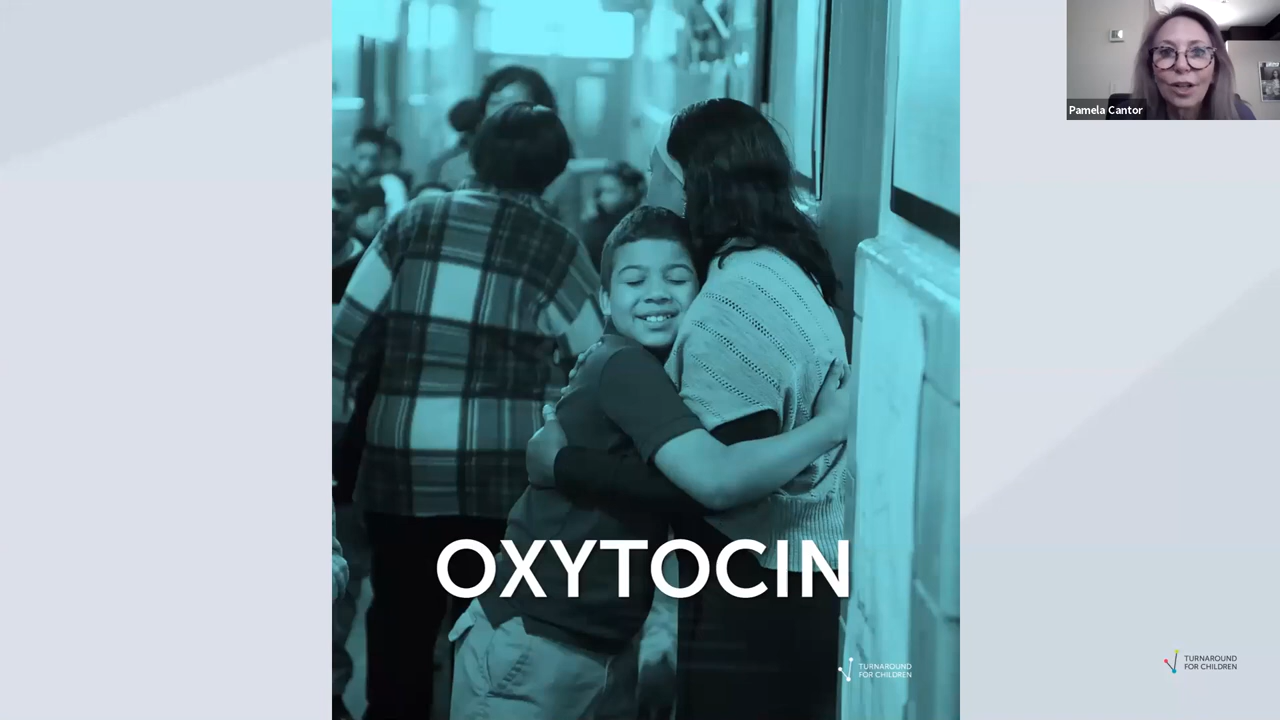 Pamela Cantor
OXYTOCIN
TURNAROUND
FOR CHILDREN
TURNAROUND
FOR CHILDREN